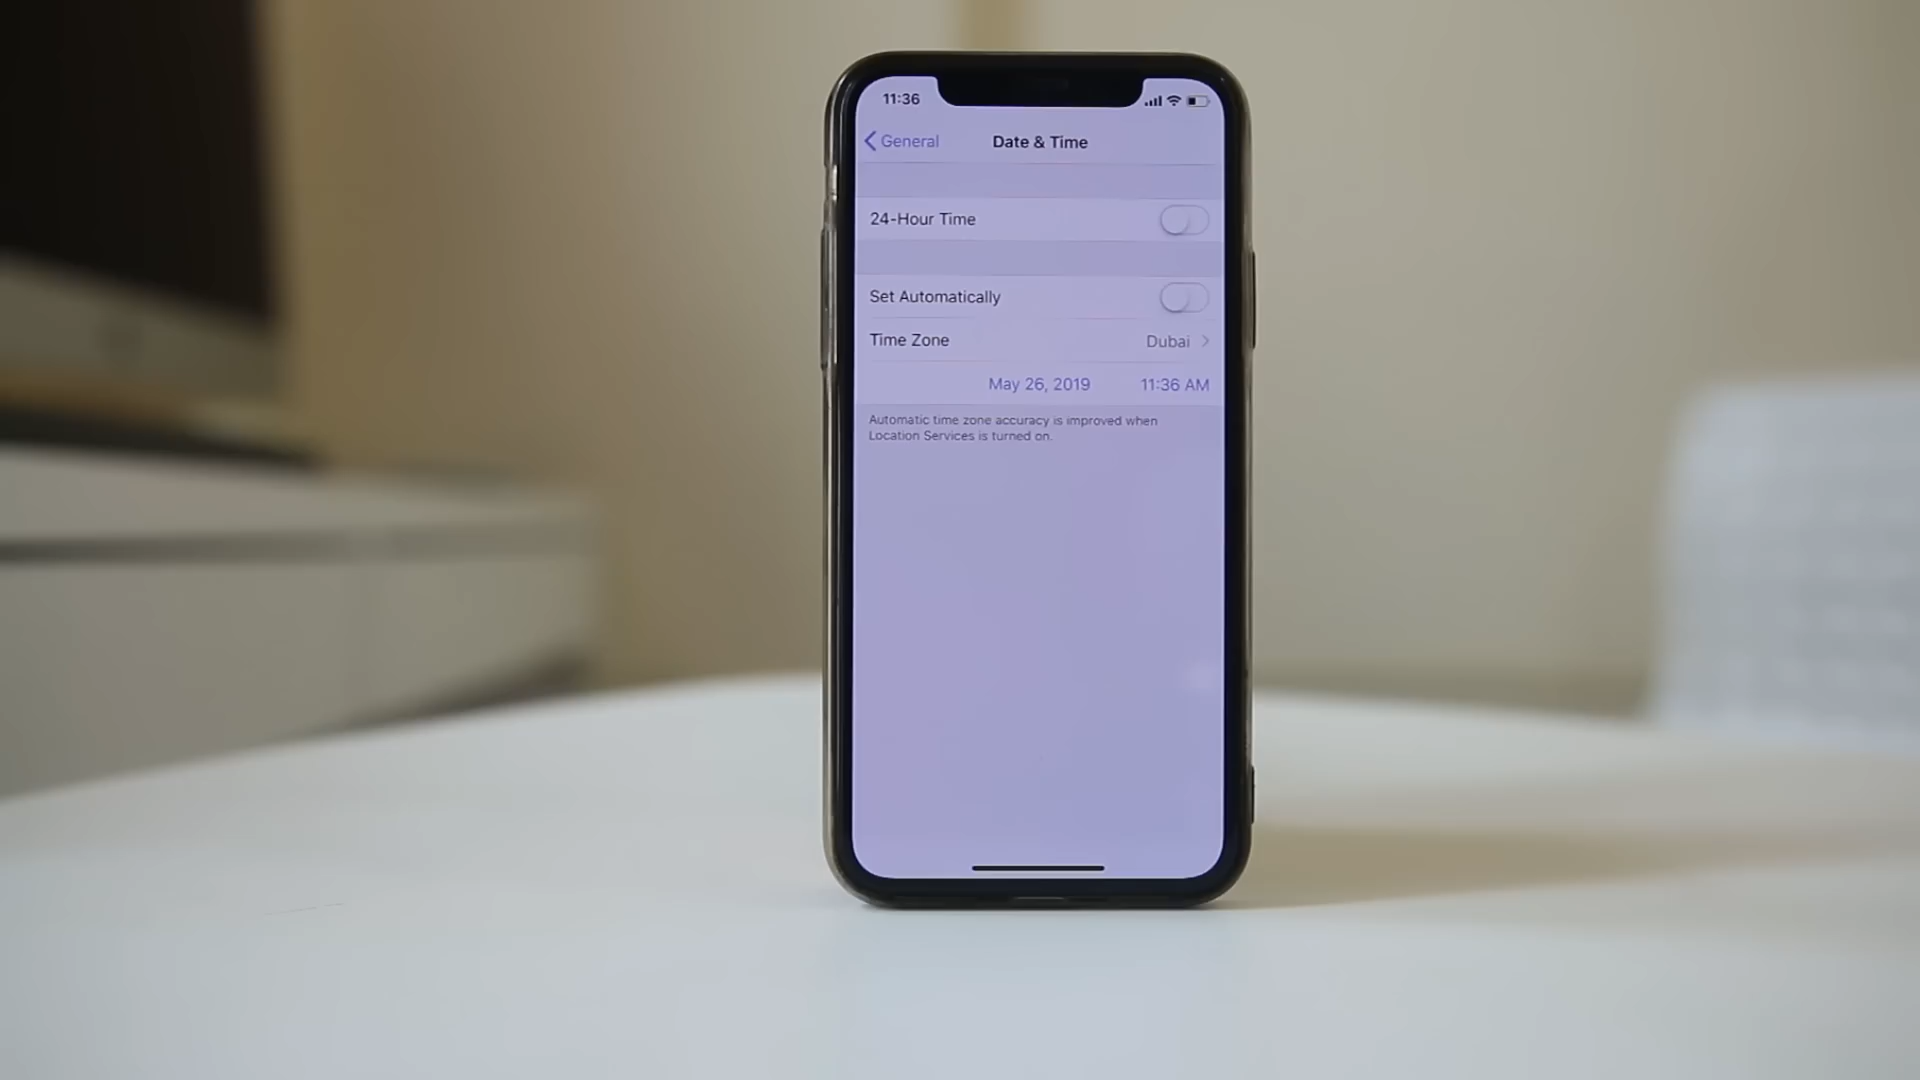 11:36
General
Date & Time
24-Hour Time
Set Automatically
Time Zone
Dubai
May 26, 2019
11:36 AM
Automatic time zone accuracy is improved when
Location Services is turned on.